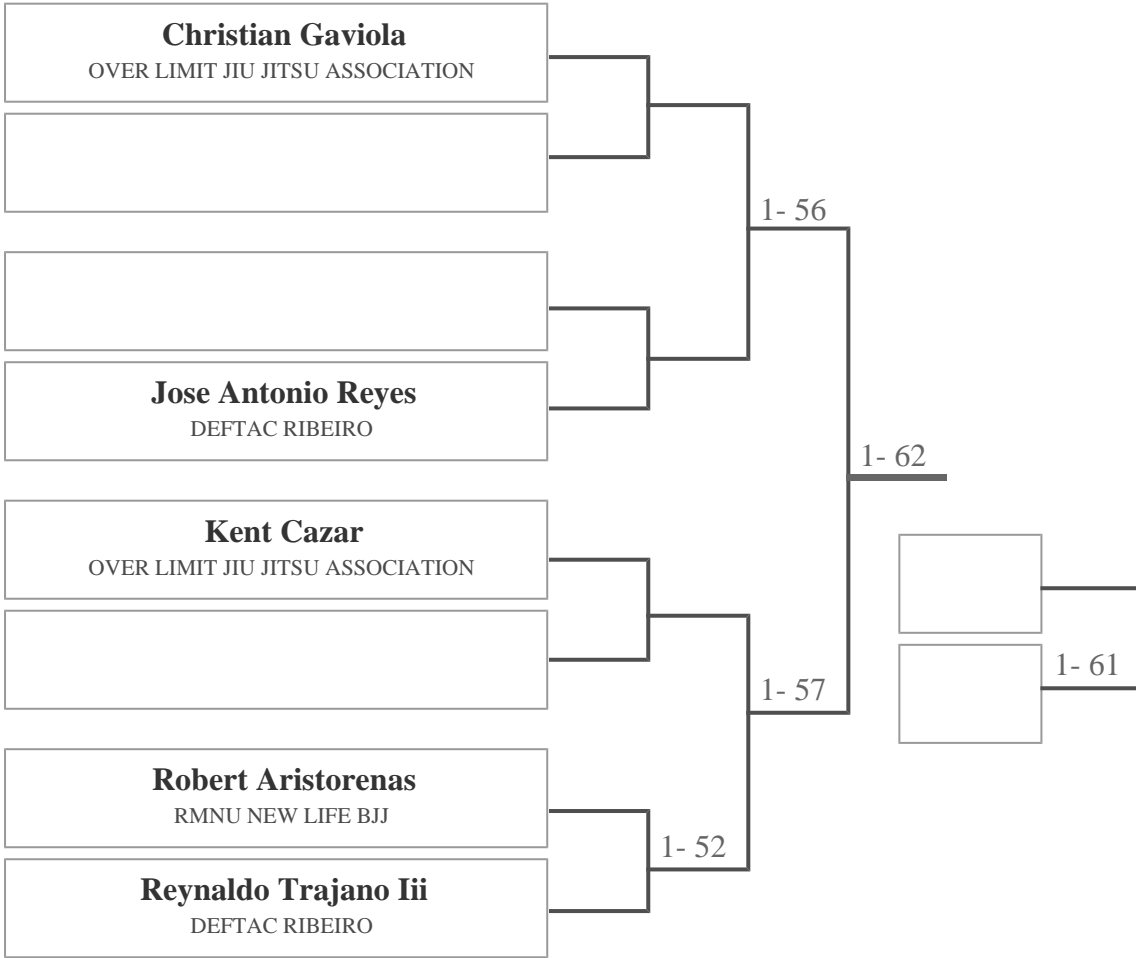 Christian Gaviola
OVER LIMIT JIU JITSU ASSOCIATION
1- 56
Jose Antonio Reyes
DEFTAC RIBEIRO
1- 62
Kent Cazar
OVER LIMIT JIU JITSU ASSOCIATION
1- 61
1- 57
Robert Aristorenas
RMNU NEW LIFE BJJ
1- 52
Reynaldo Trajano Iii
DEFTAC RIBEIRO